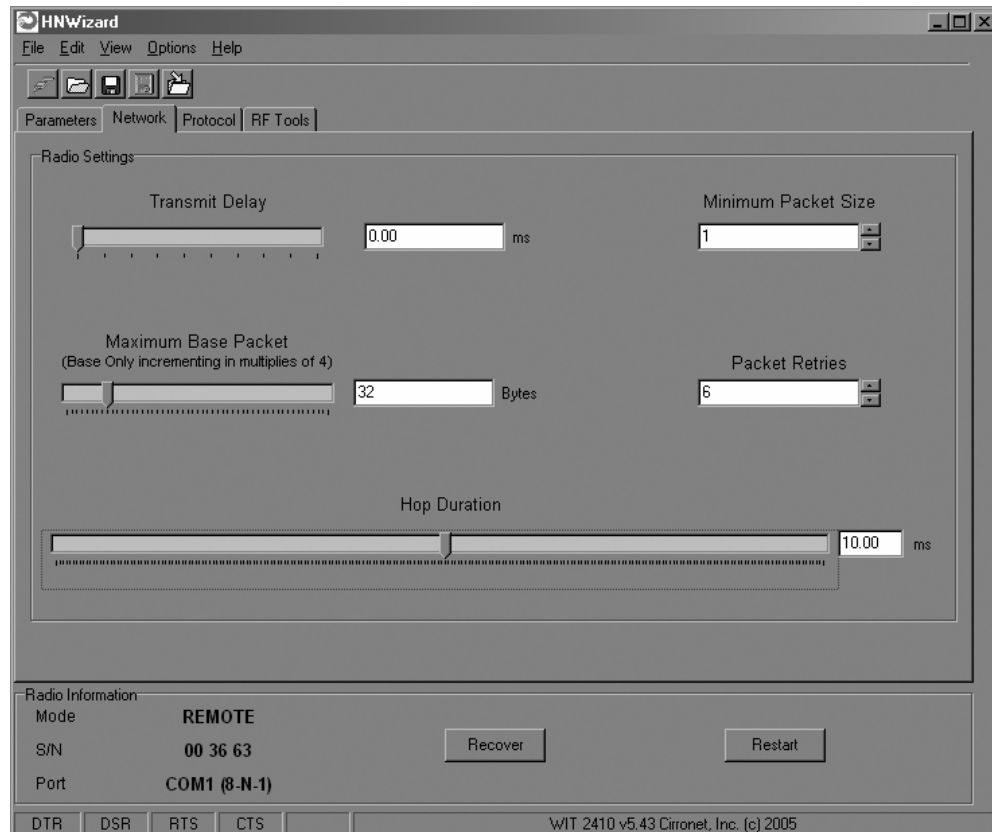 HNWizard
File Edit View Options Help
Parameters Network Protocol RF Tools
Radio Settings
Transmit Delay
0.00 ms
Minimum Packet Size
1
Maximum Base Packet
(Base Only incrementing in multiplies of 4)
32 Bytes
Packet Retries
6
Hop Duration
10.00 ms
Radio Information
Mode REMOTE
S/N 00 36 63
Port COM1 (8-N-1)
Recover
Restart
DTR DSR RTS CTS WIT 2410 v5.43 Cirronet, Inc. (c) 2005